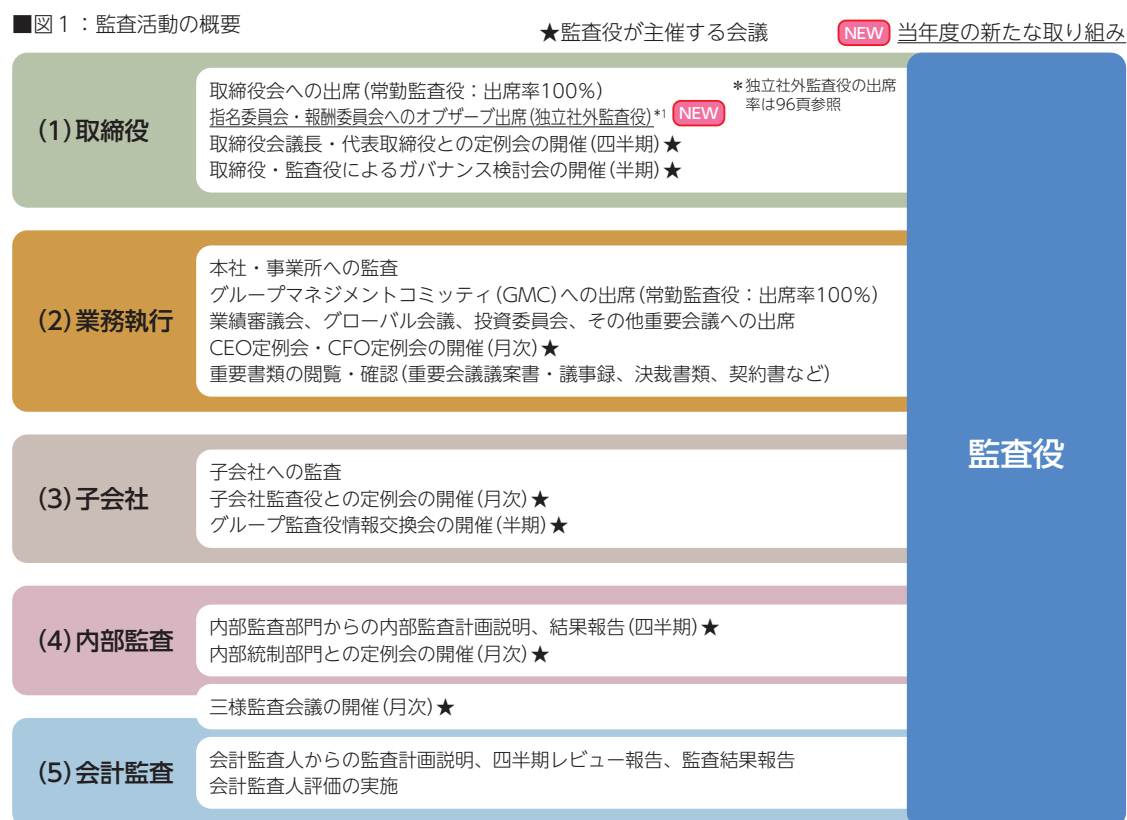 ■図1：監査活動の概要
★監査役が主催する会議
NEW 当年度の新たな取り組み
(1)取締役
取締役会への出席(常勤監査役：出席率100%)
指名委員会・報酬委員会へのオブザーブ出席(独立社外監査役)*1 NEW
取締役会議長・代表取締役との定例会の開催(四半期)★
取締役・監査役によるガバナンス検討会の開催(半期)★
＊独立社外監査役の出席
率は96頁参照
(2)業務執行
本社・事業所への監査
グループマネジメントコミッティ(GMC)への出席(常勤監査役：出席率100%)
業績審議会、グローバル会議、投資委員会、その他重要会議への出席
CEO定例会・CFO定例会の開催(月次)★
重要書類の閲覧・確認(重要会議議案書・議事録、決裁書類、契約書など)
(3)子会社
子会社への監査
子会社監査役との定例会の開催(月次)★
グループ監査役情報交換会の開催(半期)★
(4)内部監査
内部監査部門からの内部監査計画説明、結果報告(四半期)★
内部統制部門との定例会の開催(月次)★
三様監査会議の開催(月次)★
(5)会計監査
会計監査人からの監査計画説明、四半期レビュー報告、監査結果報告
会計監査人評価の実施
監査役